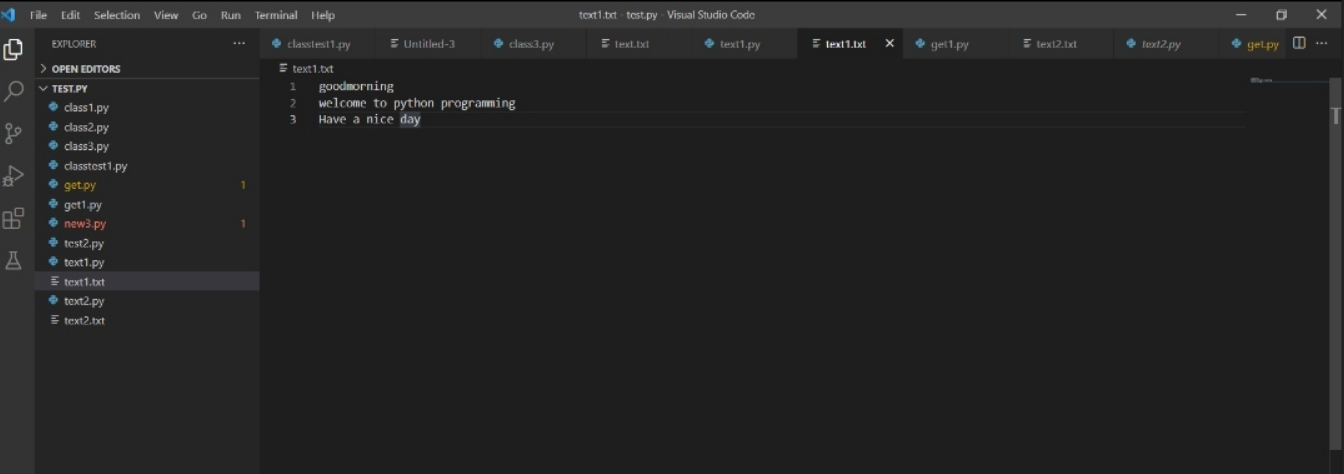 File Edit Selection View Go Run Terminal Help text1.txt - test.py - Visual Studio Code
EXPLORER ··· classtest1.py Untitled-3 class3.py text.txt text1.py text1.txt × get1.py text2.txt text2.py get.py ···
> OPEN EDITORS
text1.txt
TEST.PY
1 goodmorning
2 welcome to python programming
3 Have a nice day
class1.py
class2.py
class3.py
classtest1.py
get.py 1
get1.py
new3.py 1
test2.py
text1.py
text1.txt
text2.py
text2.txt